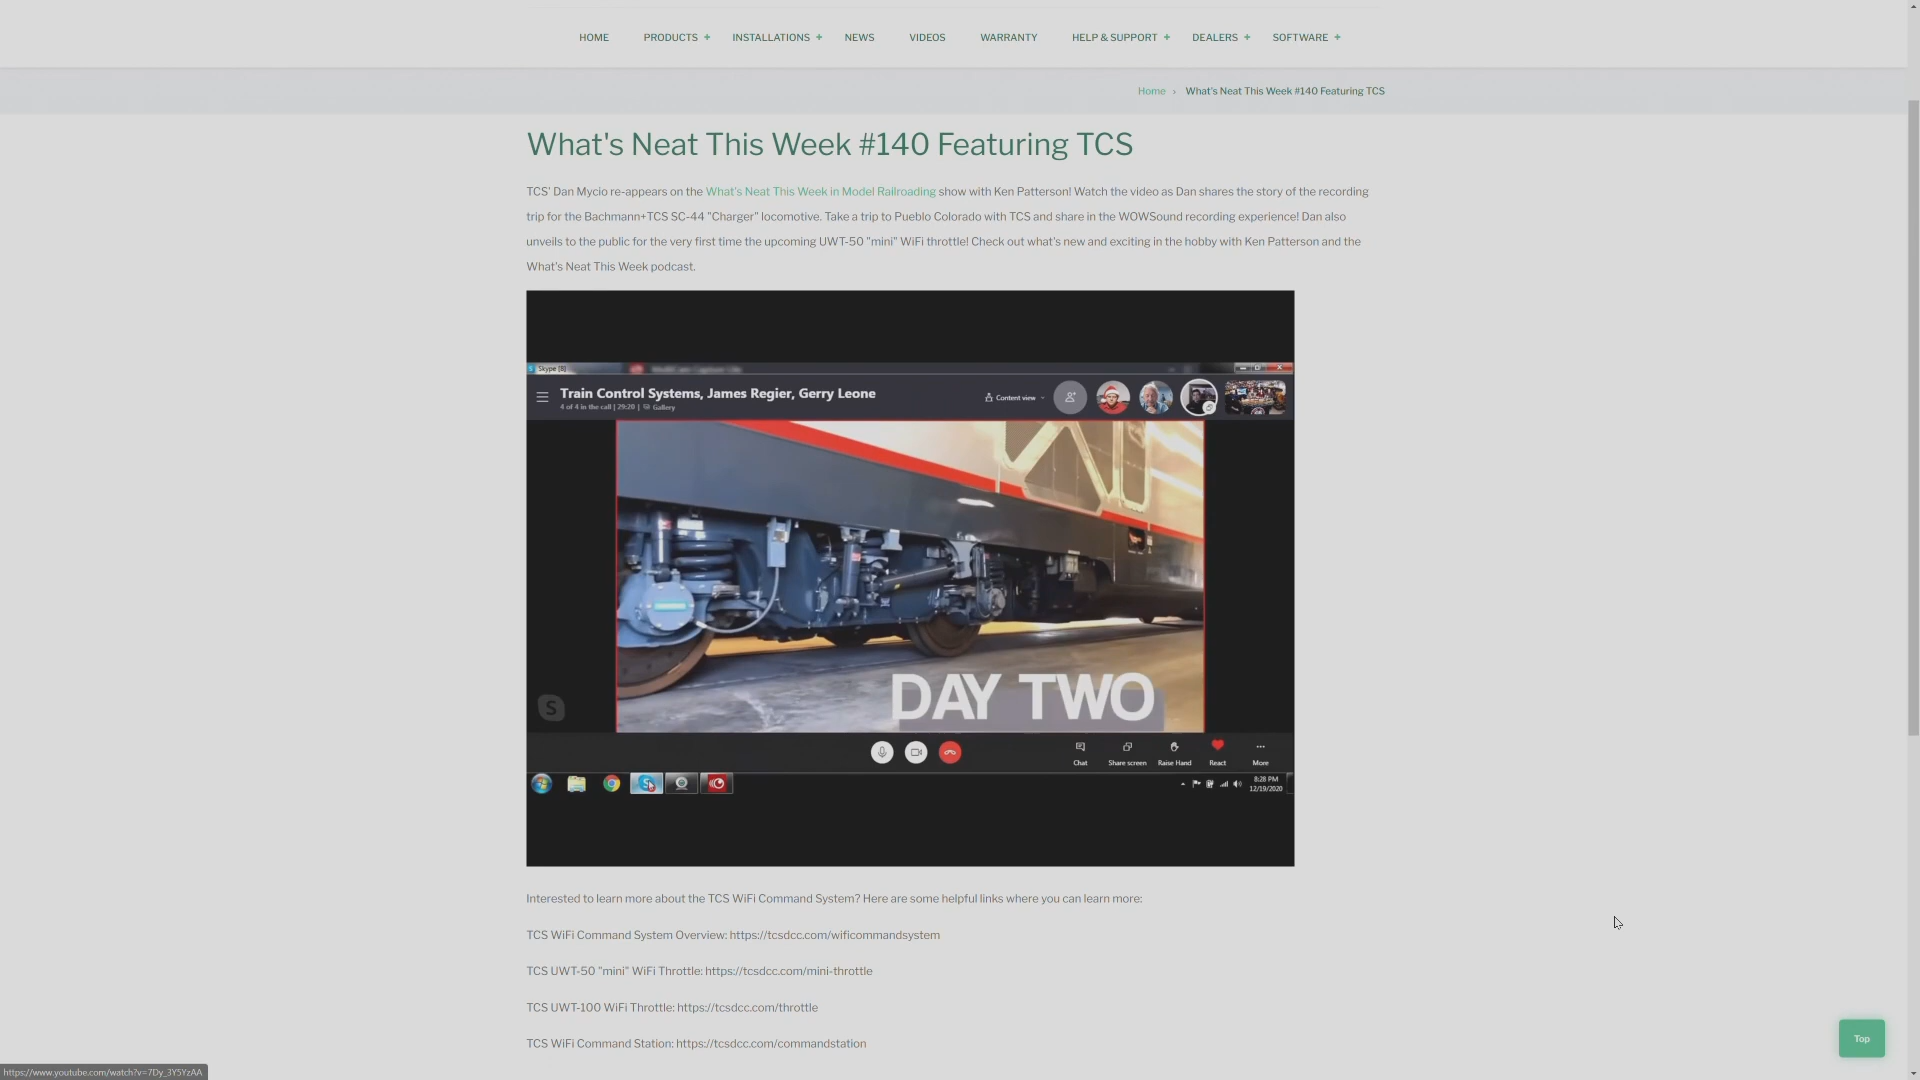 HOME PRODUCTS + INSTALLATIONS + NEWS VIDEOS WARRANTY HELP & SUPPORT + DEALERS + SOFTWARE +
Home › What's Neat This Week #140 Featuring TCS
What's Neat This Week #140 Featuring TCS
TCS' Dan Mycio re-appears on the What's Neat This Week in Model Railroading show with Ken Patterson! Watch the video as Dan shares the story of the recording
trip for the Bachmann+TCS SC-44 "Charger" locomotive. Take a trip to Pueblo Colorado with TCS and share in the WOWSound recording experience! Dan also
unveils to the public for the very first time the upcoming UWT-50 "mini" WiFi throttle! Check out what's new and exciting in the hobby with Ken Patterson and the
What's Neat This Week podcast.
Skype [8]
Train Control Systems, James Regier, Gerry Leone
4 of 4 in the call | 29:20 | Gallery
Content view
DAY TWO
S
Chat Share screen Raise Hand React More
8:28 PM
12/19/2020
Interested to learn more about the TCS WiFi Command System? Here are some helpful links where you can learn more:
TCS WiFi Command System Overview: https://tcsdcc.com/wificommandsystem
TCS UWT-50 "mini" WiFi Throttle: https://tcsdcc.com/mini-throttle
TCS UWT-100 WiFi Throttle: https://tcsdcc.com/throttle
Top
TCS WiFi Command Station: https://tcsdcc.com/commandstation
https://www.youtube.com/watch?v=7Dy_3Y5YzAA